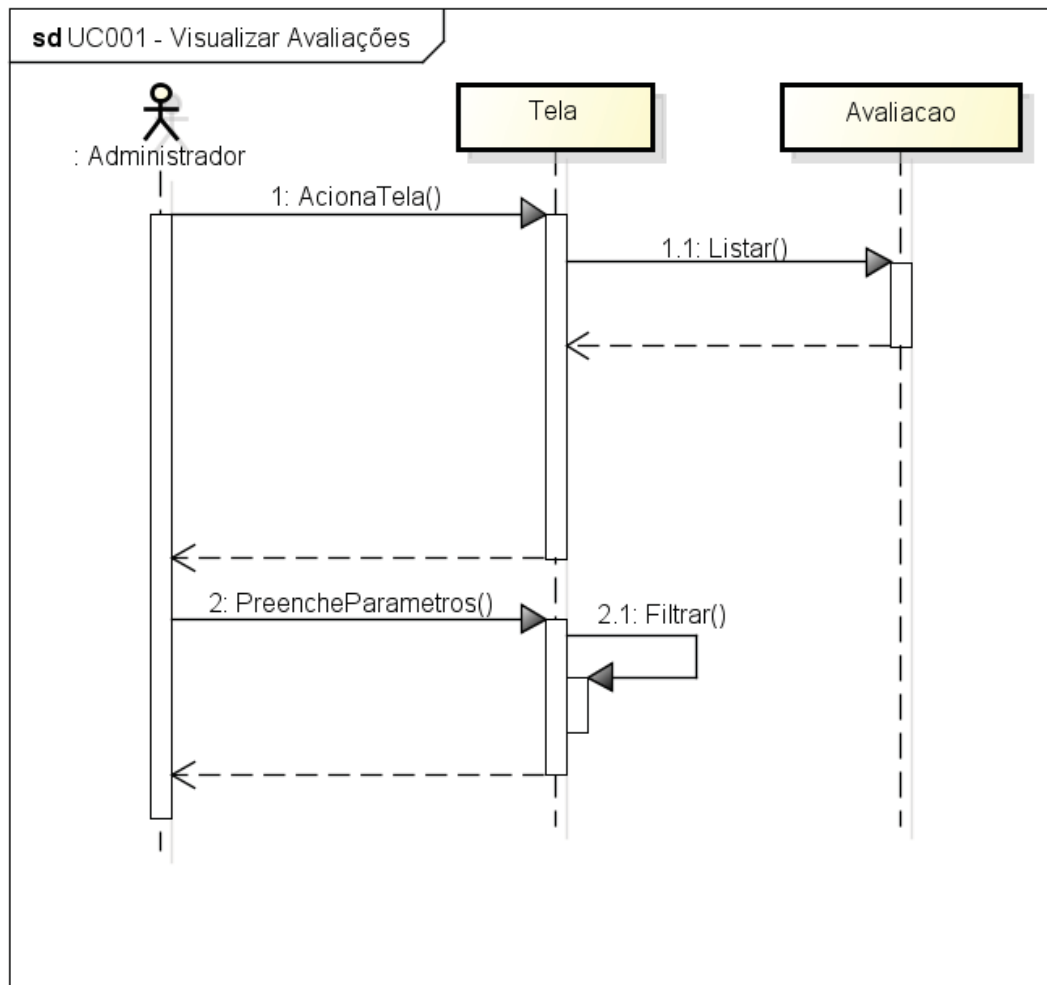 sd UC001 - Visualizar Avaliações
Tela
Avaliacao
: Administrador
1: AcionaTela()
1.1: Listar()
2: PreencheParametros()
2.1: Filtrar()